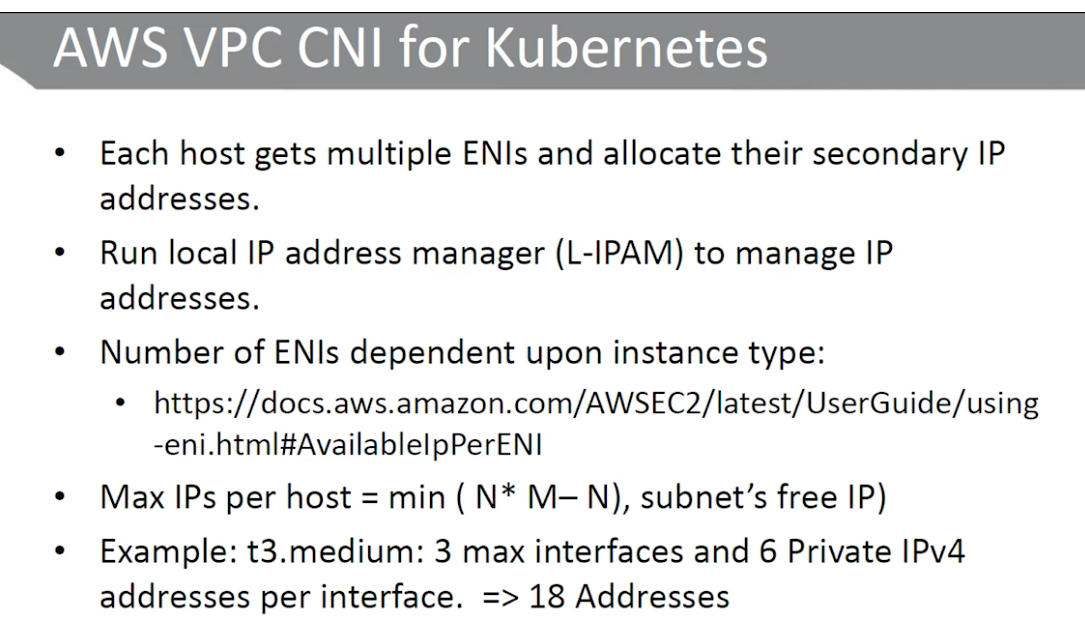 AWS VPC CNI for Kubernetes
• Each host gets multiple ENIs and allocate their secondary IP
addresses.
• Run local IP address manager (L-IPAM) to manage IP
addresses.
• Number of ENIs dependent upon instance type:
• https://docs.aws.amazon.com/AWSEC2/latest/UserGuide/using
-eni.html#AvailableIpPerENI
• Max IPs per host = min ( N* M– N), subnet’s free IP)
• Example: t3.medium: 3 max interfaces and 6 Private IPv4
addresses per interface. => 18 Addresses